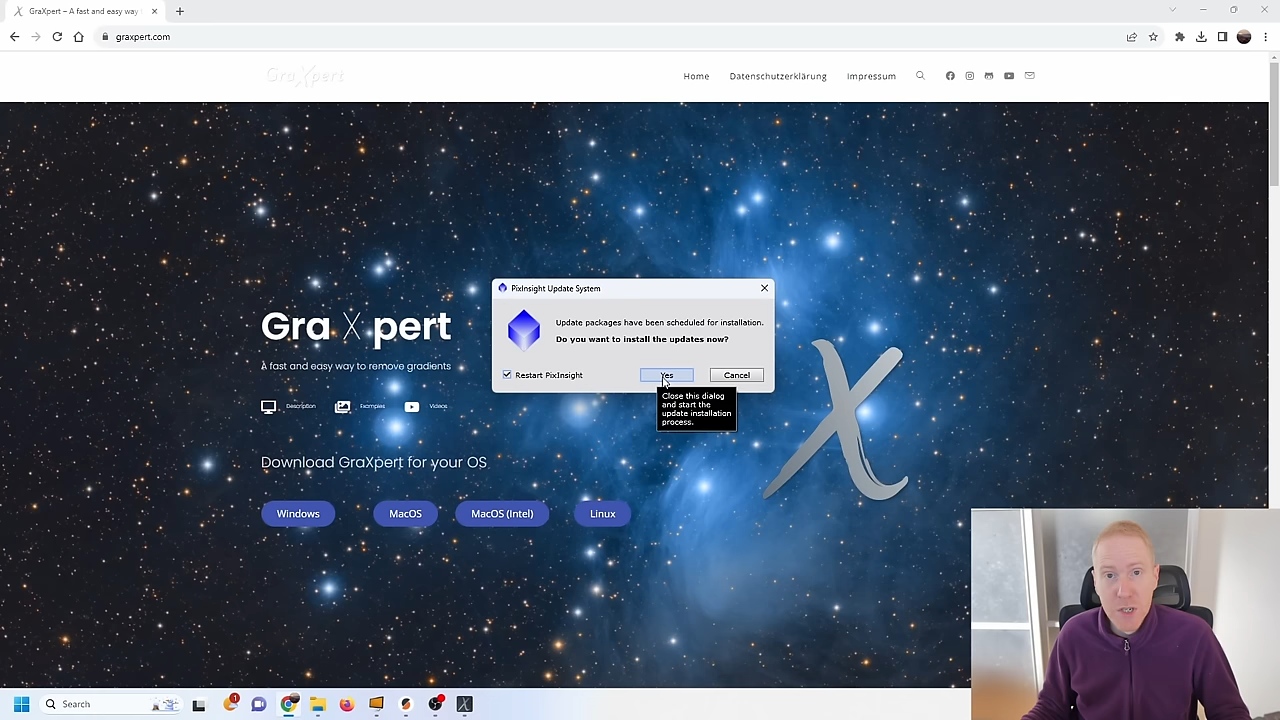 GraXpert – A fast and easy way
graxpert.com
GraXpert
Home
Datenschutzerklärung
Impressum
PixInsight Update System
Update packages have been scheduled for installation.
Do you want to install the updates now?
Restart PixInsight
Yes
Cancel
Close this dialog
and start the
update installation
process.
Gra X pert
A fast and easy way to remove gradients
Description
Examples
Videos
Download GraXpert for your OS
Windows
MacOS
MacOS (Intel)
Linux
Search
1